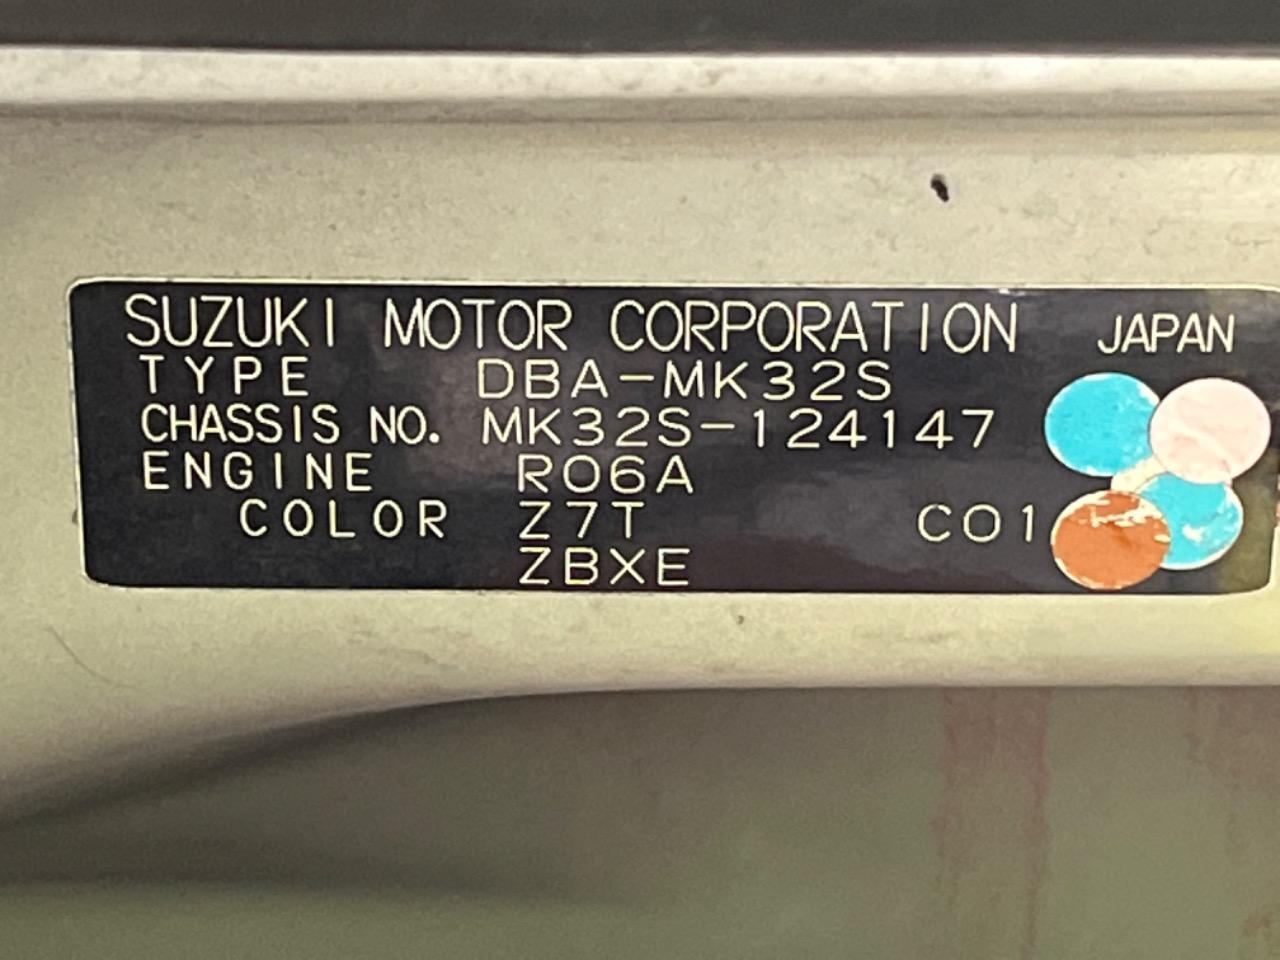 SUZUKI MOTOR CORPORATION JAPAN
TYPE DBA-MK32S
CHASSIS NO. MK32S-124147
ENGINE R06A
COLOR Z7T C01
ZBXE